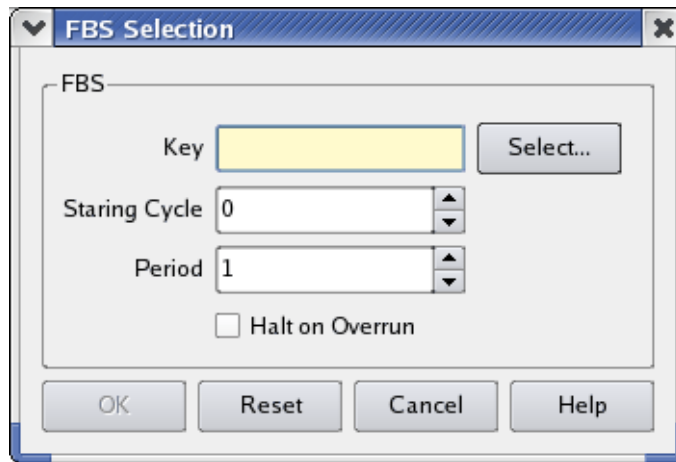 FBS Selection
FBS
Key Select...
Staring Cycle 0
Period 1
Halt on Overrun
OK Reset Cancel Help